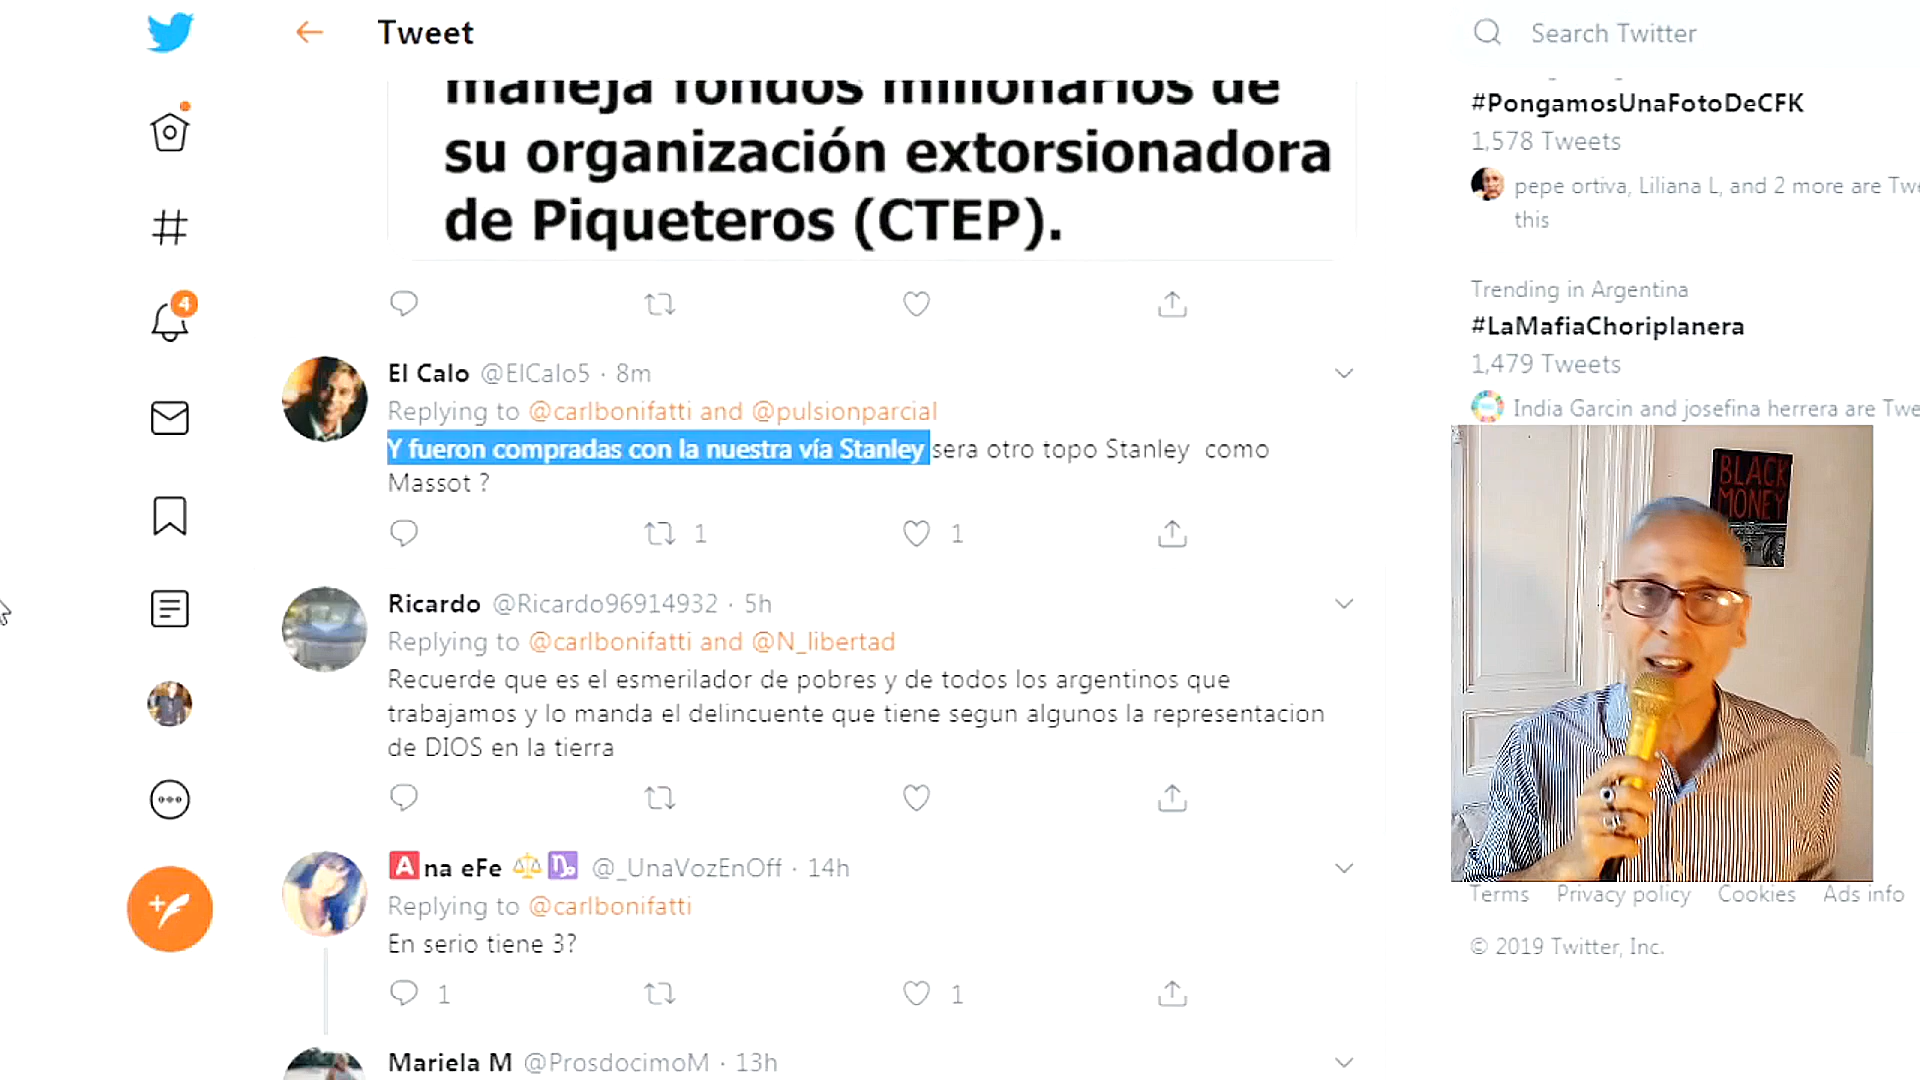 Tweet
Search Twitter
maneja fondos millonarios de
su organización extorsionadora
de Piqueteros (CTEP).
El Calo @ElCalo5 · 8m
Replying to @carlbonifatti and @pulsionparcial
Y fueron compradas con la nuestra vía Stanley sera otro topo Stanley como
Massot ?
1 1
Ricardo @Ricardo96914932 · 5h
Replying to @carlbonifatti and @N_libertad
Recuerde que es el esmerilador de pobres y de todos los argentinos que
trabajamos y lo manda el delincuente que tiene segun algunos la representacion
de DIOS en la tierra
🅰na eFe ⚖♑ @_UnaVozEnOff · 14h
Replying to @carlbonifatti
En serio tiene 3?
1 1
Mariela M @ProsdocimoM · 13h
4
#PongamosUnaFotoDeCFK
1,578 Tweets
pepe ortiva, Liliana L, and 2 more are Twe
this
Trending in Argentina
#LaMafiaChoriplanera
1,479 Tweets
India Garcin and josefina herrera are Twe
BLACK
MONEY
Terms Privacy policy Cookies Ads info
© 2019 Twitter, Inc.